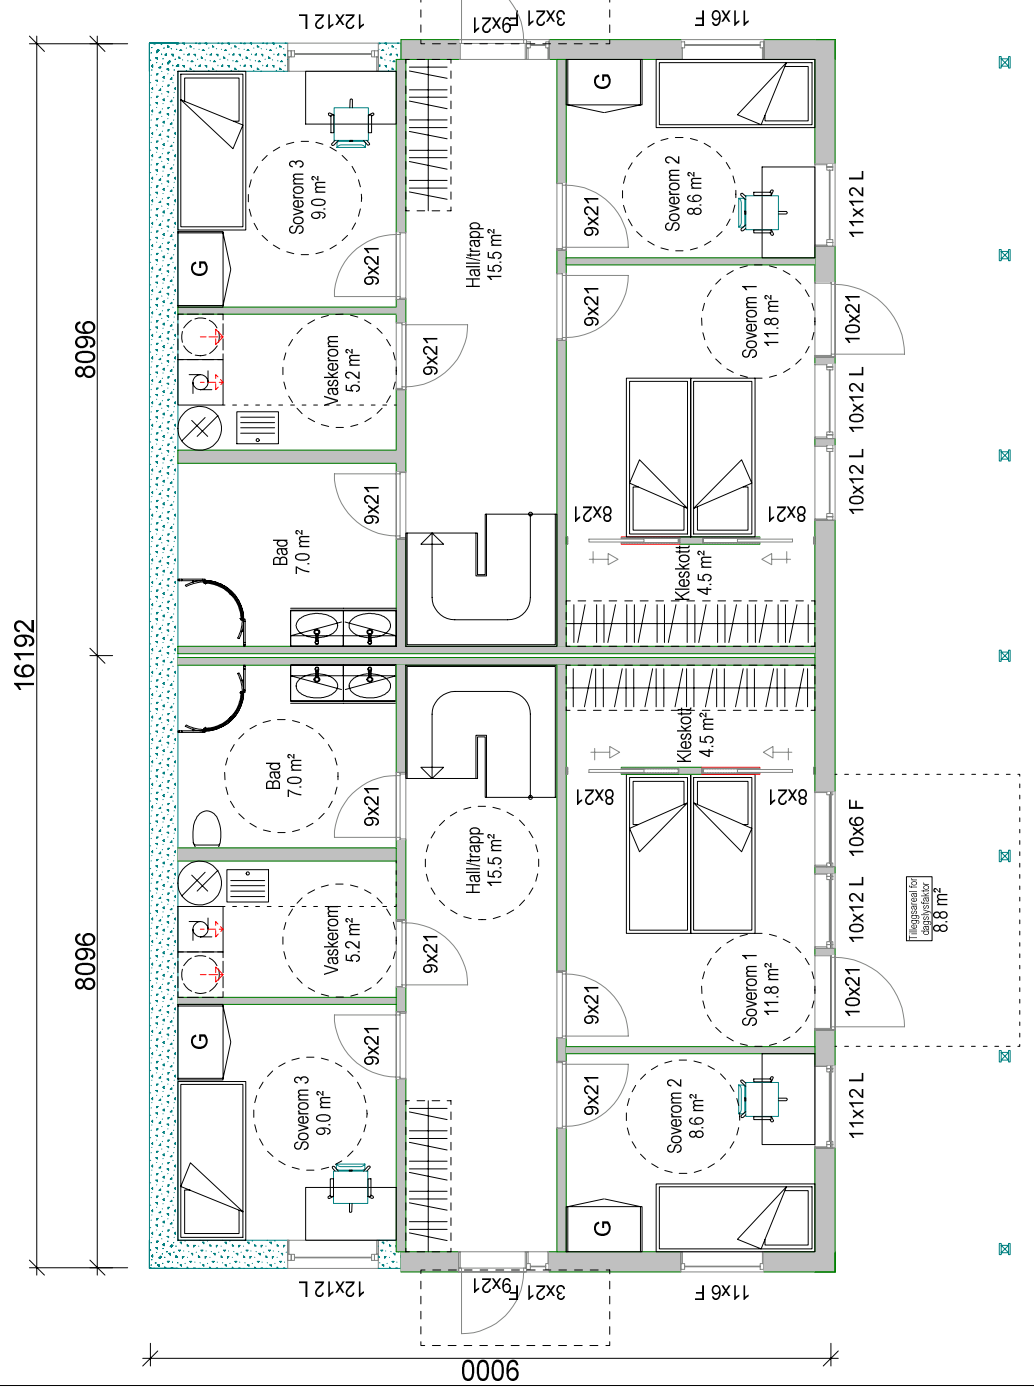 12x12 L
9x21
3x21 F
11x6 F
G
Soverom 3
9.0 m²
9x21
G
Hall/trapp
15.5 m²
Soverom 2
8.6 m²
9x21
11x12 L
8096
Vaskerom
5.2 m²
9x21
9x21
Soverom 1
11.8 m²
10x21
10x12 L
10x12 L
Bad
7.0 m²
9x21
8x21
8x21
Kleskott
4.5 m²
16192
Bad
7.0 m²
9x21
Kleskott
4.5 m²
8x21
8x21
Hall/trapp
15.5 m²
10x6 F
10x12 L
Tilleggsareal for
dagslysfaktor
8.8 m²
8096
Vaskerom
5.2 m²
9x21
Soverom 1
11.8 m²
9x21
10x21
G
9x21
Soverom 3
9.0 m²
9x21
Soverom 2
8.6 m²
11x12 L
G
12x12 L
9x21
3x21 F
11x6 F
9000